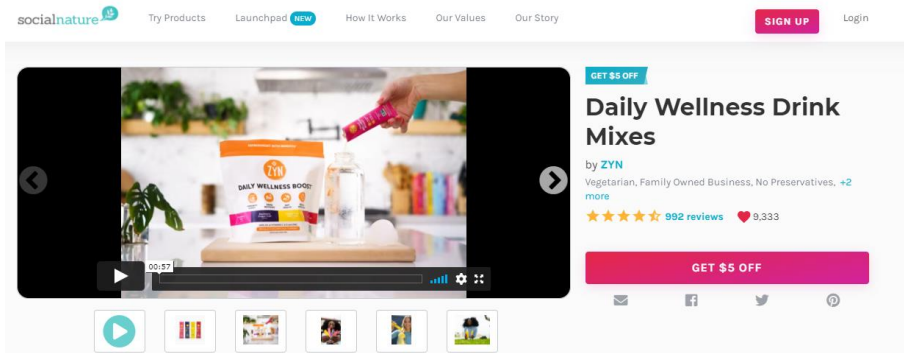 socialnature
Try Products
Launchpad NEW
How It Works
Our Values
Our Story
SIGN UP
Login
ZYN
DAILY WELLNESS BOOST
00:57
GET $5 OFF
Daily Wellness Drink
Mixes
by ZYN
Vegetarian, Family Owned Business, No Preservatives, +2
more
992 reviews
9,333
GET $5 OFF